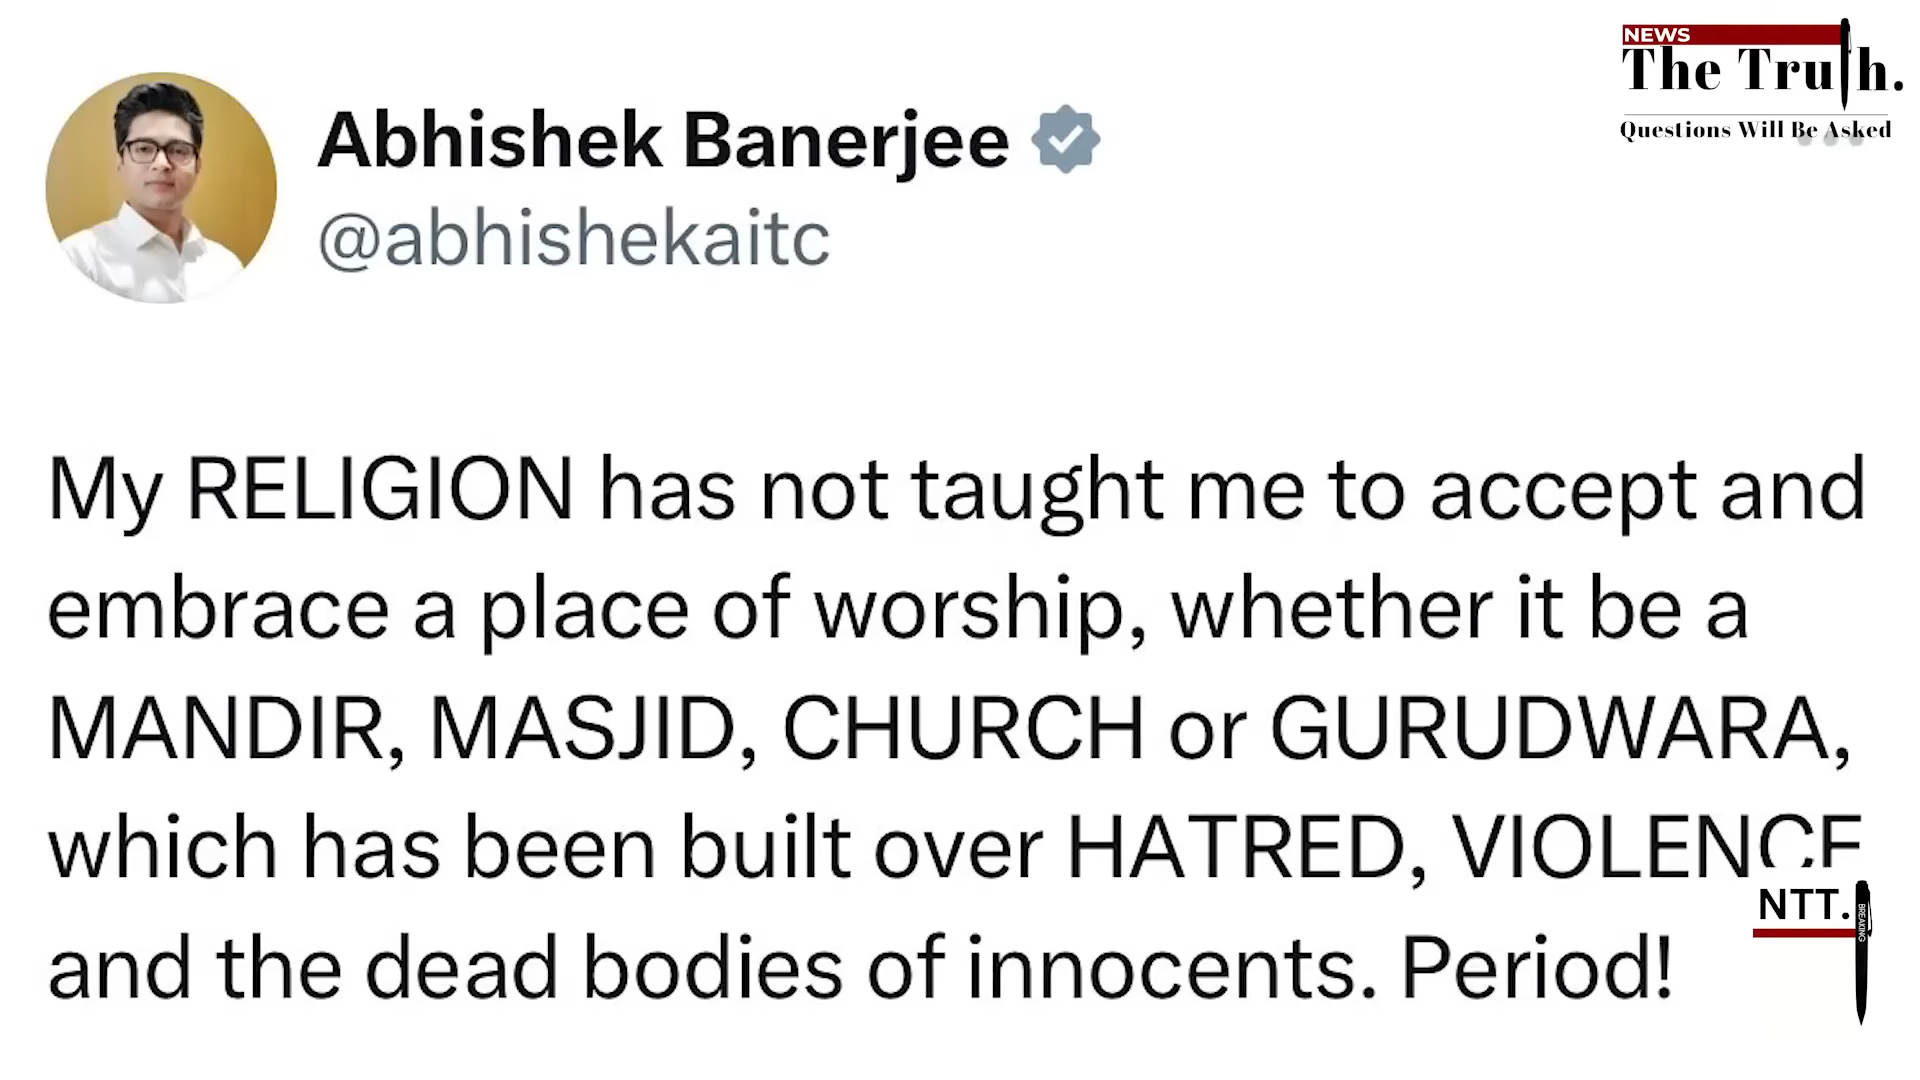 NEWS
The Truth.
Questions Will Be Asked
Abhishek Banerjee
@abhishekaitc
My RELIGION has not taught me to accept and
embrace a place of worship, whether it be a
MANDIR, MASJID, CHURCH or GURUDWARA,
which has been built over HATRED, VIOLENCE
and the dead bodies of innocents. Period!
NTT.
BREAKING